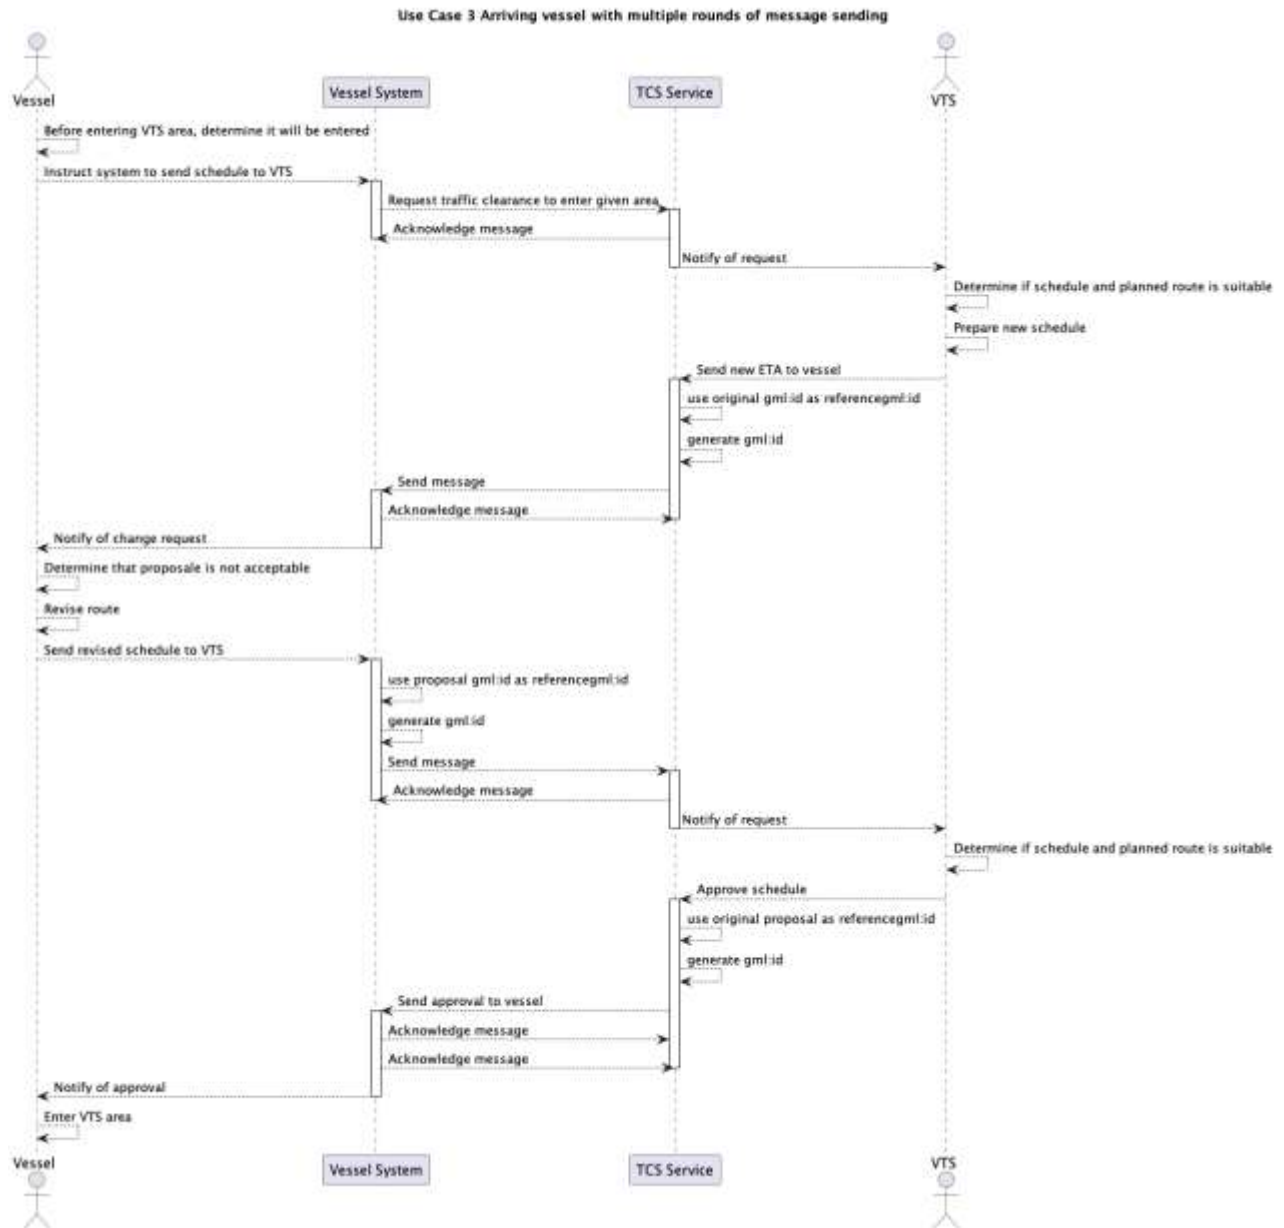 Use Case 3 Arriving vessel with multiple rounds of message sending
Vessel
Vessel System
TCS Service
VTS
Before entering VTS area, determine it will be entered
Instruct system to send schedule to VTS
Request traffic clearance to enter given area
Acknowledge message
Notify of request
Determine if schedule and planned route is suitable
Prepare new schedule
Send new ETA to vessel
use original gml:id as referencegml:id
generate gml:id
Send message
Acknowledge message
Notify of change request
Determine that proposale is not acceptable
Revise route
Send revised schedule to VTS
use proposal gml:id as referencegml:id
generate gml:id
Send message
Acknowledge message
Notify of request
Determine if schedule and planned route is suitable
Approve schedule
use original proposal as referencegml:id
generate gml:id
Send approval to vessel
Acknowledge message
Acknowledge message
Notify of approval
Enter VTS area
Vessel
Vessel System
TCS Service
VTS